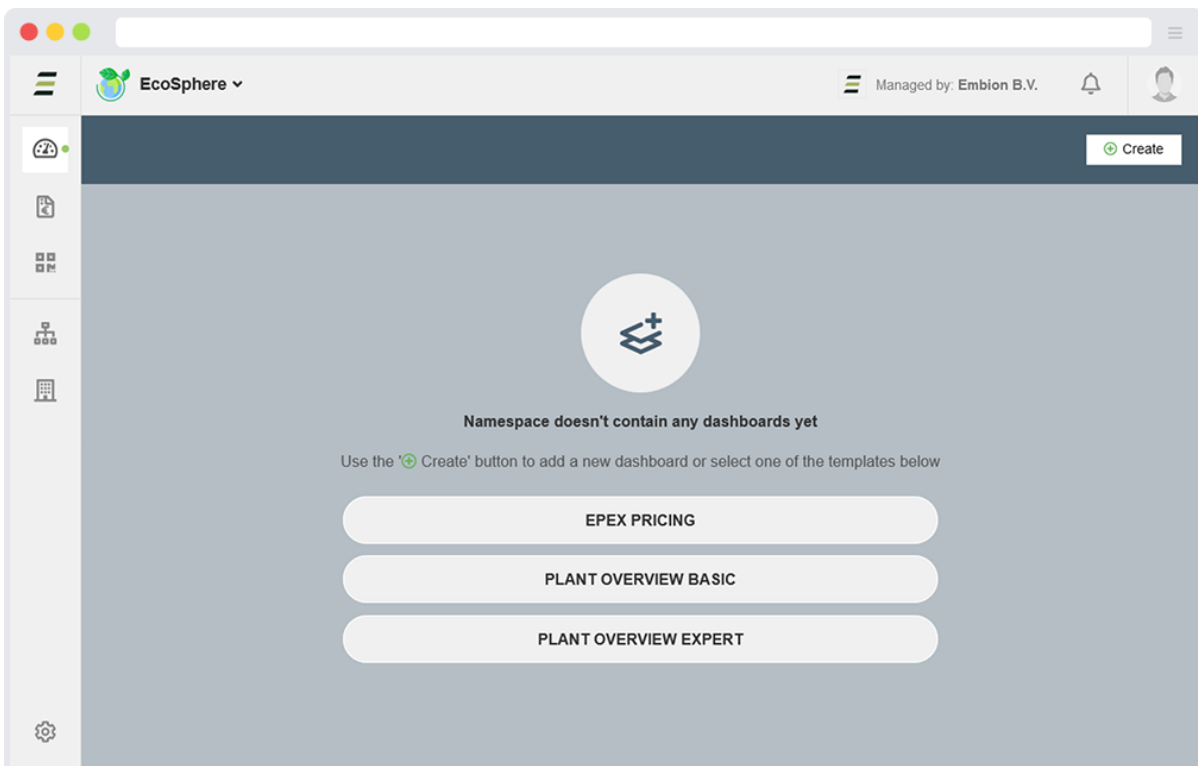 EcoSphere
Managed by: Embion B.V.
Create
Namespace doesn't contain any dashboards yet
Use the ' Create' button to add a new dashboard or select one of the templates below
EPEX PRICING
PLANT OVERVIEW BASIC
PLANT OVERVIEW EXPERT